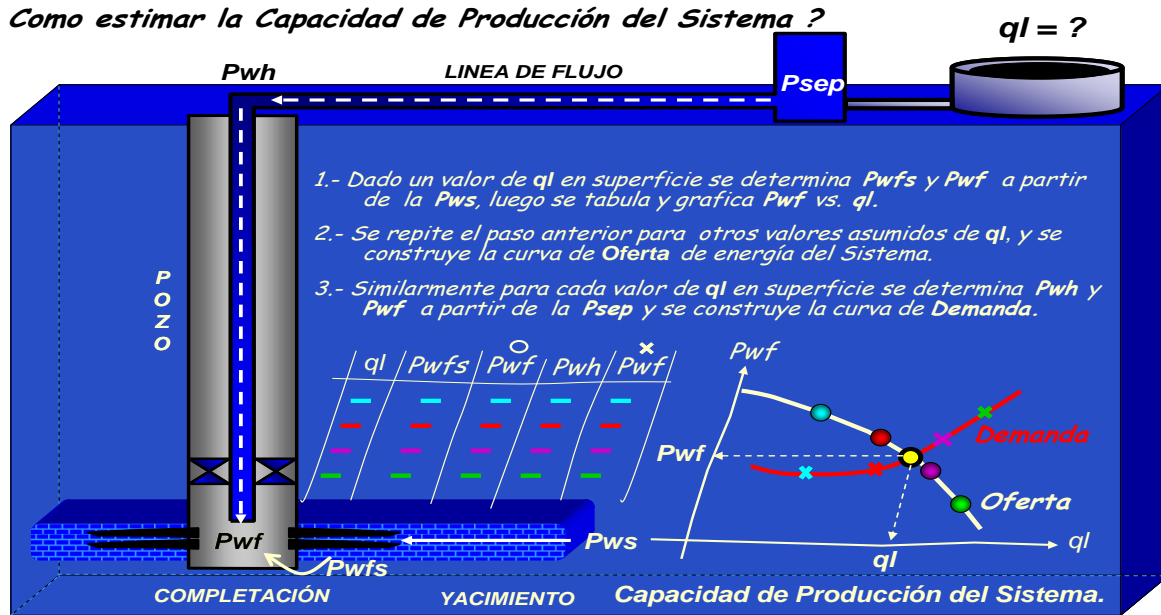 Como estimar la Capacidad de Producción del Sistema ?
ql = ?
Pwh
LINEA DE FLUJO
Psep
1.- Dado un valor de ql en superficie se determina Pwfs y Pwf a partir
de la Pws, luego se tabula y grafica Pwf vs. ql.
2.- Se repite el paso anterior para otros valores asumidos de ql, y se
construye la curva de Oferta de energía del Sistema.
3.- Similarmente para cada valor de ql en superficie se determina Pwh y
Pwf a partir de la Psep y se construye la curva de Demanda.
POZO
ql Pwfs Pwf Pwh Pwf
Pwf
Demanda
Pwf
Oferta
ql
ql
Pwf
Pws
Pwfs
COMPLETACIÓN
YACIMIENTO
Capacidad de Producción del Sistema.